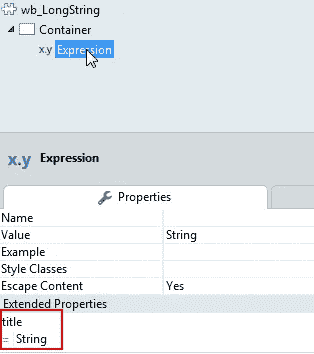 wb_LongString
Container
x.y Expression
x.y Expression
Properties
Name
Value String
Example
Style Classes
Escape Content Yes
Extended Properties
title
= String